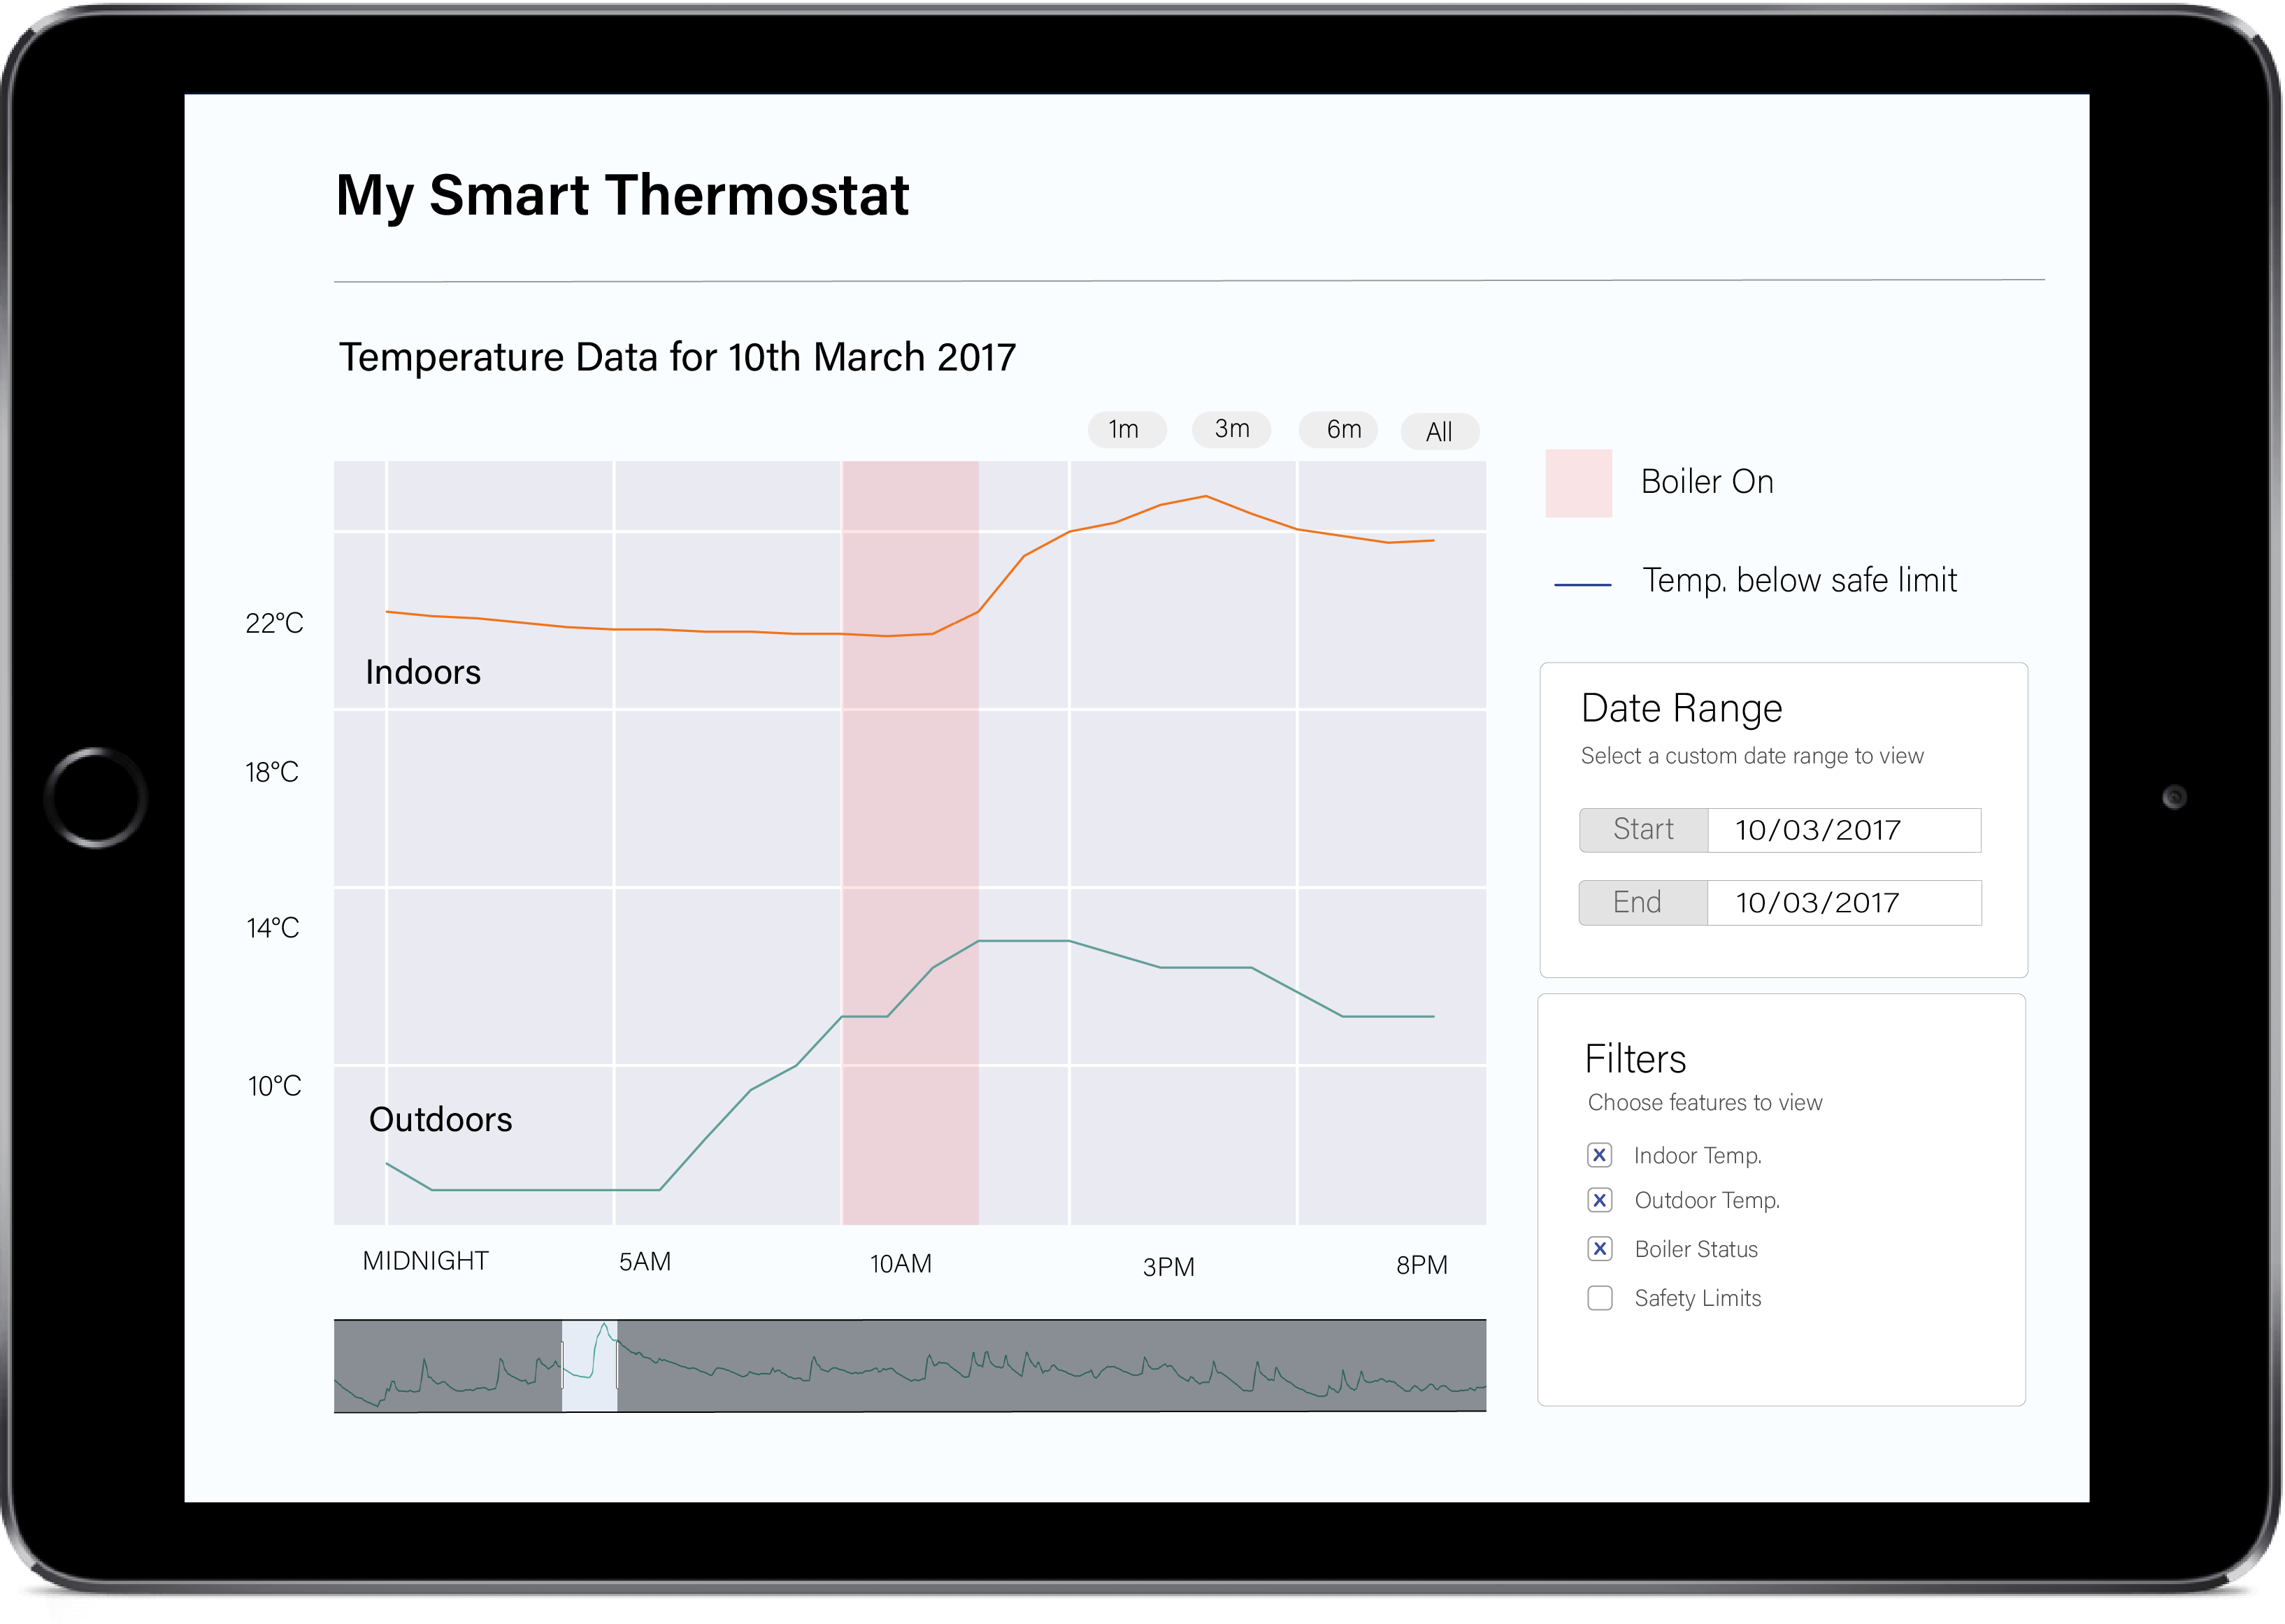 My Smart Thermostat
Temperature Data for 10th March 2017
1m 3m 6m All
Boiler On
Temp. below safe limit
22°C
Indoors
18°C
14°C
10°C
Outdoors
MIDNIGHT 5AM 10AM 3PM 8PM
Date Range
Select a custom date range to view
Start 10/03/2017
End 10/03/2017
Filters
Choose features to view
X Indoor Temp.
X Outdoor Temp.
X Boiler Status
Safety Limits